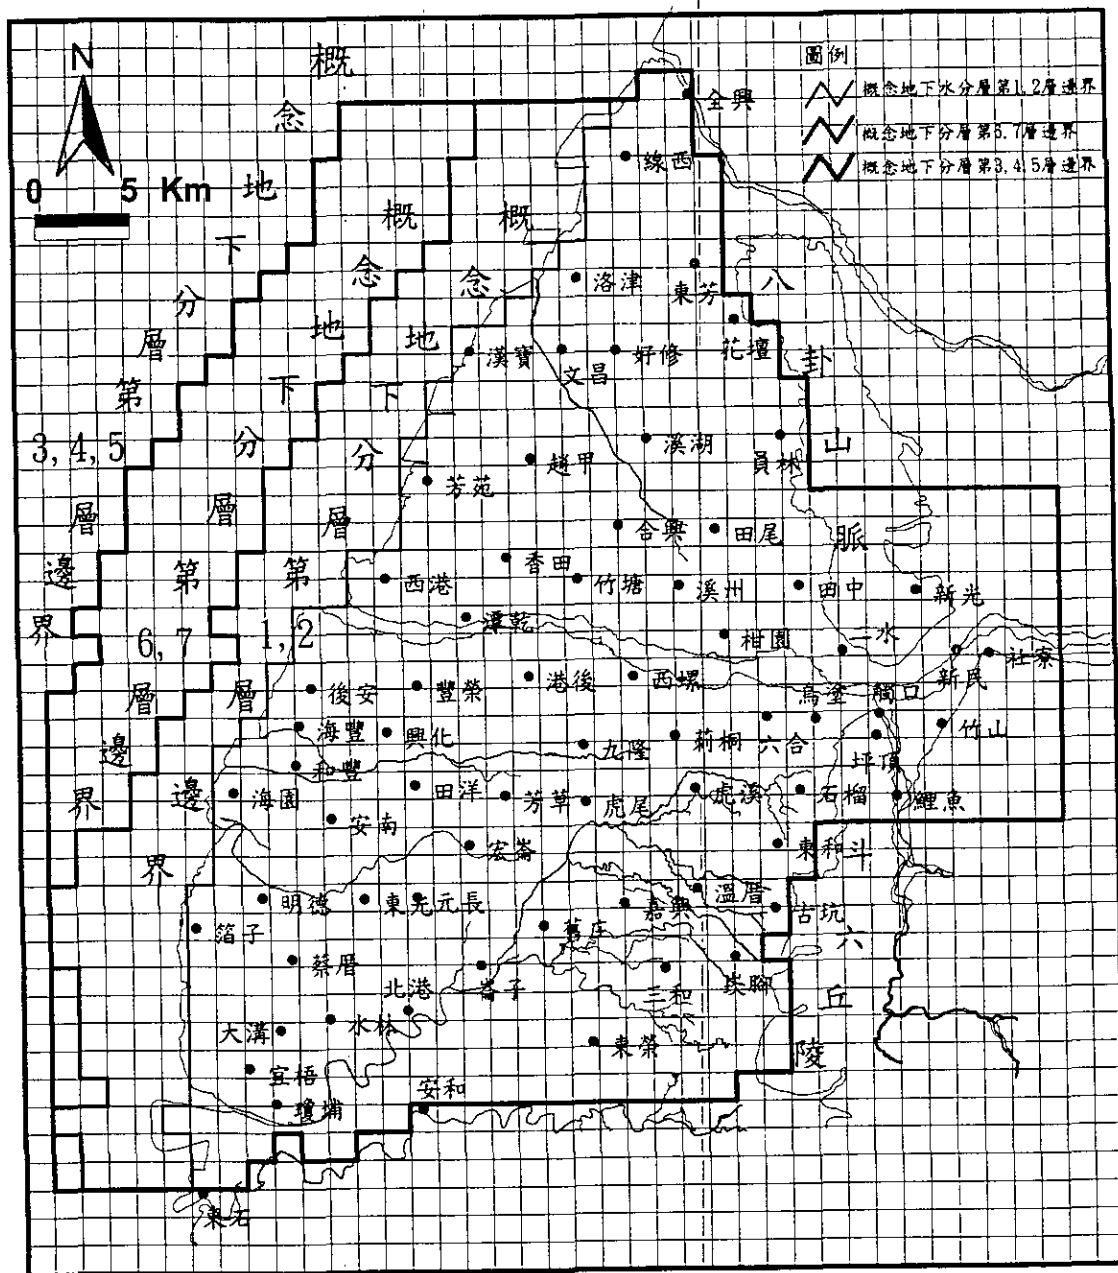 N
0 5 Km
圖例
概念地下水分層第1,2層邊界
概念地下分層第6,7層邊界
概念地下分層第3,4,5層邊界
概念地下分層第3,4,5層邊界
概念地下分層第6,7層邊界
概念地下分層第1,2層邊界
八卦山脈
斗六丘陵
全興
線西
洛津
東芳
花壇
漢寶
文昌
好修
溪湖
員林
趙甲
芳苑
合興
田尾
香田
西港
竹塘
溪州
田中
新光
潭乾
柑園
二水
新民
社寮
後安
豐榮
港後
西螺
烏塗
觸口
海豐
興化
九隆
莿桐
六合
竹山
坪頂
和豐
海園
田洋
芳草
虎尾
虎溪
石榴
鯉魚
安南
宏崙
東和
明德
東光
元長
嘉興
溫厝
古坑
箔子
舊庄
蔡厝
北港
崙子
三和
崁腳
大溝
水林
東榮
宜梧
瓊埔
安和
東石